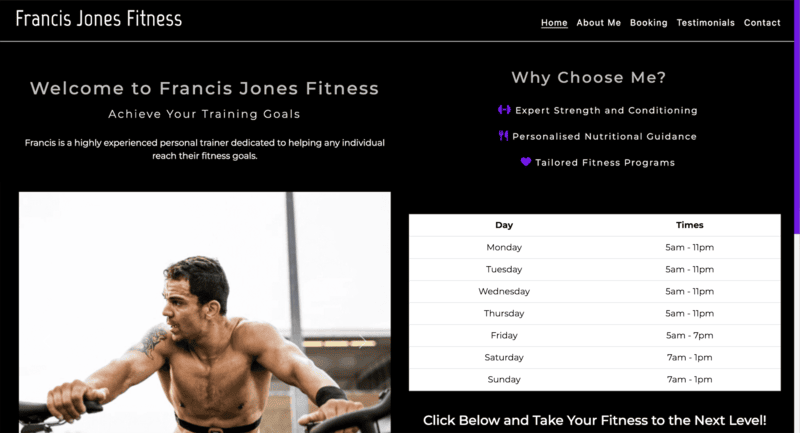 Francis Jones Fitness
Home About Me Booking Testimonials Contact
Welcome to Francis Jones Fitness
Achieve Your Training Goals
Francis is a highly experienced personal trainer dedicated to helping any individual
reach their fitness goals.
Why Choose Me?
Expert Strength and Conditioning
Personalised Nutritional Guidance
Tailored Fitness Programs
Day Times
Monday 5am - 11pm
Tuesday 5am - 11pm
Wednesday 5am - 11pm
Thursday 5am - 11pm
Friday 5am - 7pm
Saturday 7am - 1pm
Sunday 7am - 1pm
Click Below and Take Your Fitness to the Next Level!